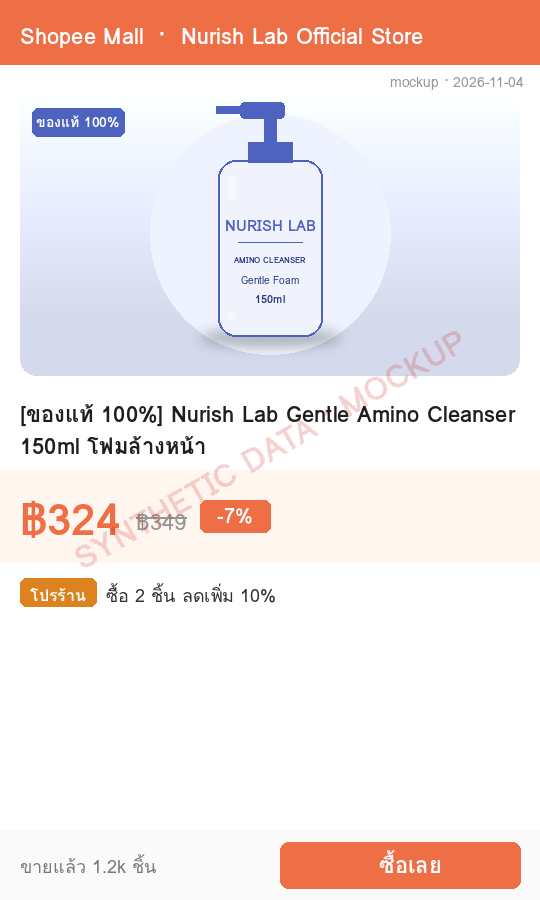 Shopee Mall · Nurish Lab Official Store
mockup · 2026-11-04
ของแท้ 100%
NURISH LAB
AMINO CLEANSER
Gentle Foam
150ml
[ของแท้ 100%] Nurish Lab Gentle Amino Cleanser
150ml โฟมล้างหน้า
฿324 ฿349 -7%
SYNTHETIC DATA · MOCKUP
โปรร้าน ซื้อ 2 ชิ้น ลดเพิ่ม 10%
ขายแล้ว 1.2k ชิ้น ซื้อเลย